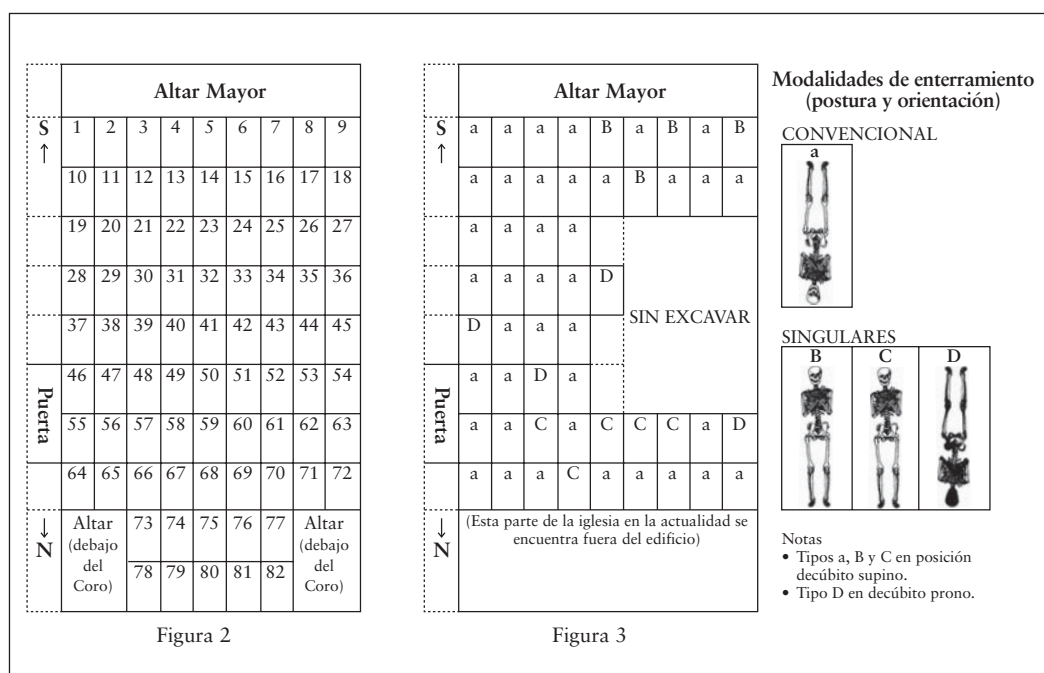 Altar Mayor
S 1 2 3 4 5 6 7 8 9
↑
10 11 12 13 14 15 16 17 18
19 20 21 22 23 24 25 26 27
28 29 30 31 32 33 34 35 36
37 38 39 40 41 42 43 44 45
Puerta
46 47 48 49 50 51 52 53 54
55 56 57 58 59 60 61 62 63
64 65 66 67 68 69 70 71 72
↓
N
Altar
(debajo
del
Coro)
73 74 75 76 77
78 79 80 81 82
Altar
(debajo
del
Coro)
Figura 2
Altar Mayor
S a a a a B a B a B
↑
a a a a a B a a a
a a a a
a a a a D
SIN EXCAVAR
D a a a
Puerta
a a D a
a a C a C C C a D
a a a C a a a a a
↓
N
(Esta parte de la iglesia en la actualidad se
encuentra fuera del edificio)
Figura 3
Modalidades de enterramiento
(postura y orientación)
CONVENCIONAL
a
SINGULARES
B C D
Notas
• Tipos a, B y C en posición
decúbito supino.
• Tipo D en decúbito prono.